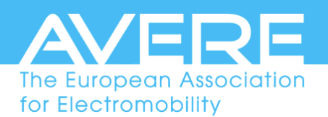 AVERE
The European Association
for Electromobility